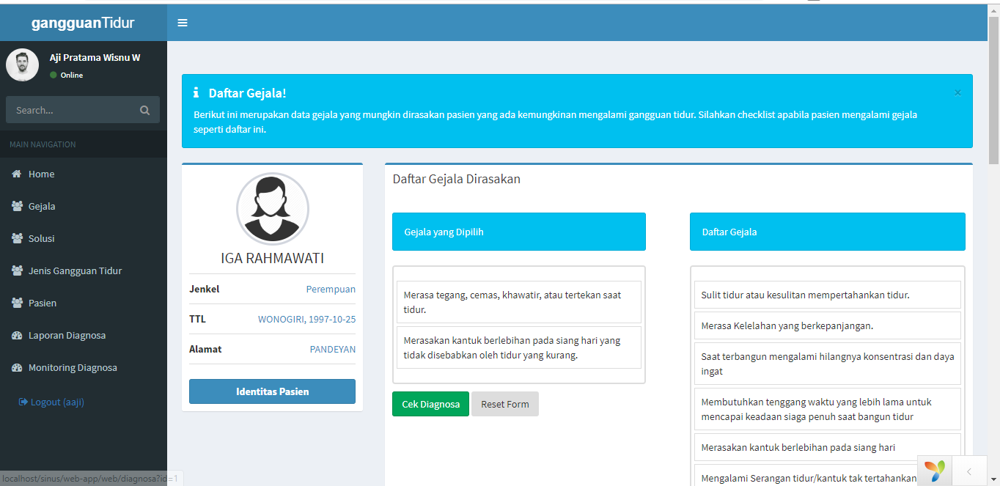 gangguanTidur
Aji Pratama Wisnu W
Online
Search...
MAIN NAVIGATION
Home
Gejala
Solusi
Jenis Gangguan Tidur
Pasien
Laporan Diagnosa
Monitoring Diagnosa
Logout (aaji)
localhost/sinus/web-app/web/diagnosa?id=1
Daftar Gejala!
×
Berikut ini merupakan data gejala yang mungkin dirasakan pasien yang ada kemungkinan mengalami gangguan tidur. Silahkan checklist apabila pasien mengalami gejala
seperti daftar ini.
IGA RAHMAWATI
Jenkel Perempuan
TTL WONOGIRI, 1997-10-25
Alamat PANDEYAN
Identitas Pasien
Daftar Gejala Dirasakan
Gejala yang Dipilih
Merasa tegang, cemas, khawatir, atau tertekan saat
tidur.
Merasakan kantuk berlebihan pada siang hari yang
tidak disebabkan oleh tidur yang kurang.
Cek Diagnosa
Reset Form
Daftar Gejala
Sulit tidur atau kesulitan mempertahankan tidur.
Merasa Kelelahan yang berkepanjangan.
Saat terbangun mengalami hilangnya konsentrasi dan daya
ingat
Membutuhkan tenggang waktu yang lebih lama untuk
mencapai keadaan siaga penuh saat bangun tidur
Merasakan kantuk berlebihan pada siang hari
Mengalami Serangan tidur/kantuk tak tertahankan